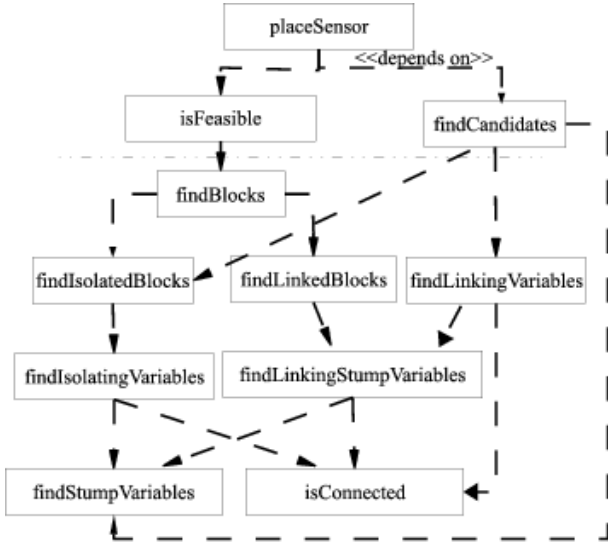 placeSensor
<<depends on>>
isFeasible
findCandidates
findBlocks
findIsolatedBlocks
findLinkedBlocks
findLinkingVariables
findIsolatingVariables
findLinkingStumpVariables
findStumpVariables
isConnected